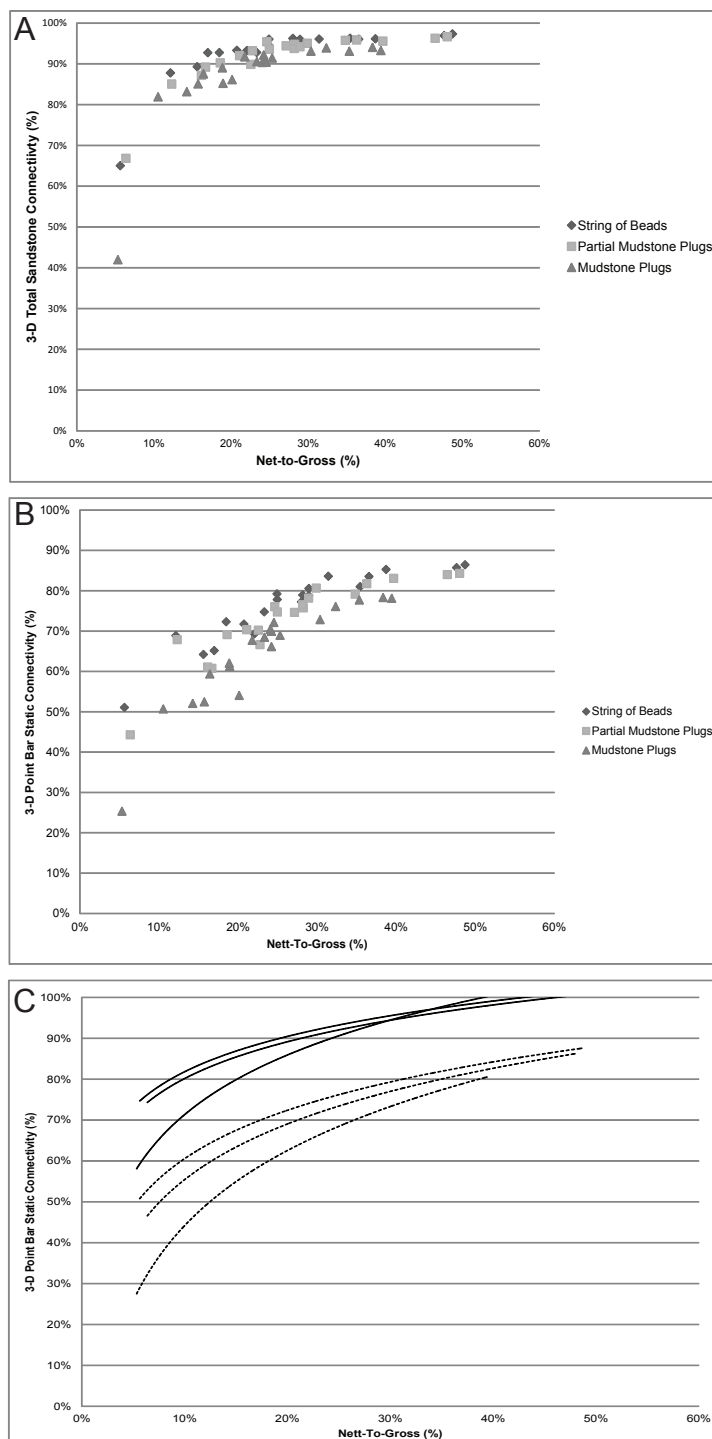 A
100%
90%
80%
70%
60%
50%
40%
30%
20%
10%
0%
0% 10% 20% 30% 40% 50% 60%
3-D Total Sandstone Connectiivty (%)
Net-to-Gross (%)
String of Beads
Partial Mudstone Plugs
Mudstone Plugs
B
100%
90%
80%
70%
60%
50%
40%
30%
20%
10%
0%
0% 10% 20% 30% 40% 50% 60%
3-D Point Bar Static Connectivity (%)
Nett-To-Gross (%)
String of Beads
Partial Mudstone Plugs
Mudstone Plugs
C
100%
90%
80%
70%
60%
50%
40%
30%
20%
10%
0%
0% 10% 20% 30% 40% 50% 60%
3-D Point Bar Static Connectivity (%)
Nett-To-Gross (%)